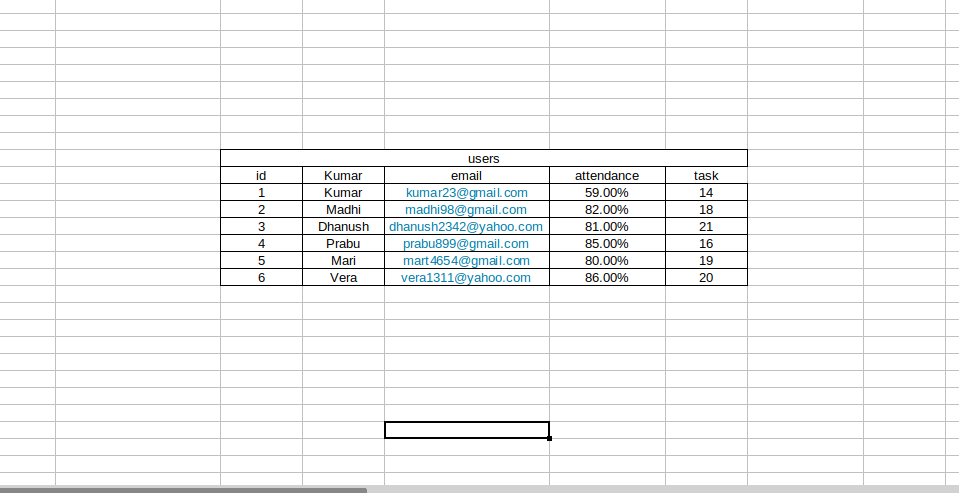 users
id Kumar email attendance task
1 Kumar kumar23@gmail.com 59.00% 14
2 Madhi madhi98@gmail.com 82.00% 18
3 Dhanush dhanush2342@yahoo.com 81.00% 21
4 Prabu prabu899@gmail.com 85.00% 16
5 Mari mart4654@gmail.com 80.00% 19
6 Vera vera1311@yahoo.com 86.00% 20